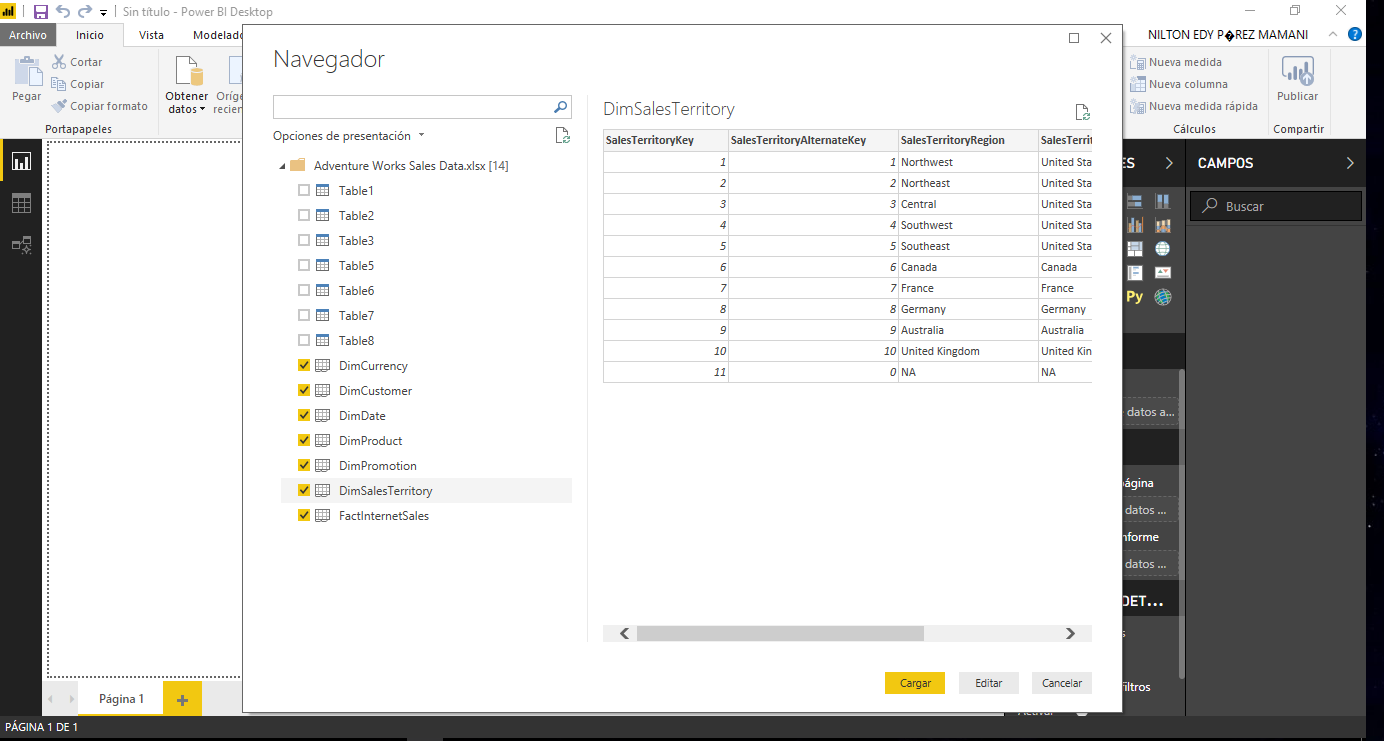 Sin título - Power BI Desktop
Archivo Inicio Vista Modelado NILTON EDY P�REZ MAMANI
Pegar
Cortar
Copiar
Copiar formato
Portapapeles
Obtener
datos
Nueva medida
Nueva columna
Nueva medida rápida
Cálculos
Publicar
Compartir
Navegador
Opciones de presentación
Adventure Works Sales Data.xlsx [14]
Table1
Table2
Table3
Table5
Table6
Table7
Table8
DimCurrency
DimCustomer
DimDate
DimProduct
DimPromotion
DimSalesTerritory
FactInternetSales
DimSalesTerritory
SalesTerritoryKey SalesTerritoryAlternateKey SalesTerritoryRegion SalesTerrit
1 1 Northwest United Sta
2 2 Northeast United Sta
3 3 Central United Sta
4 4 Southwest United Sta
5 5 Southeast United Sta
6 6 Canada Canada
7 7 France France
8 8 Germany Germany
9 9 Australia Australia
10 10 United Kingdom United Kin
11 0 NA NA
Cargar Editar Cancelar
ES
CAMPOS
Buscar
Py
datos a...
ágina
datos ...
nforme
datos ...
DET...
filtros
Página 1
PÁGINA 1 DE 1